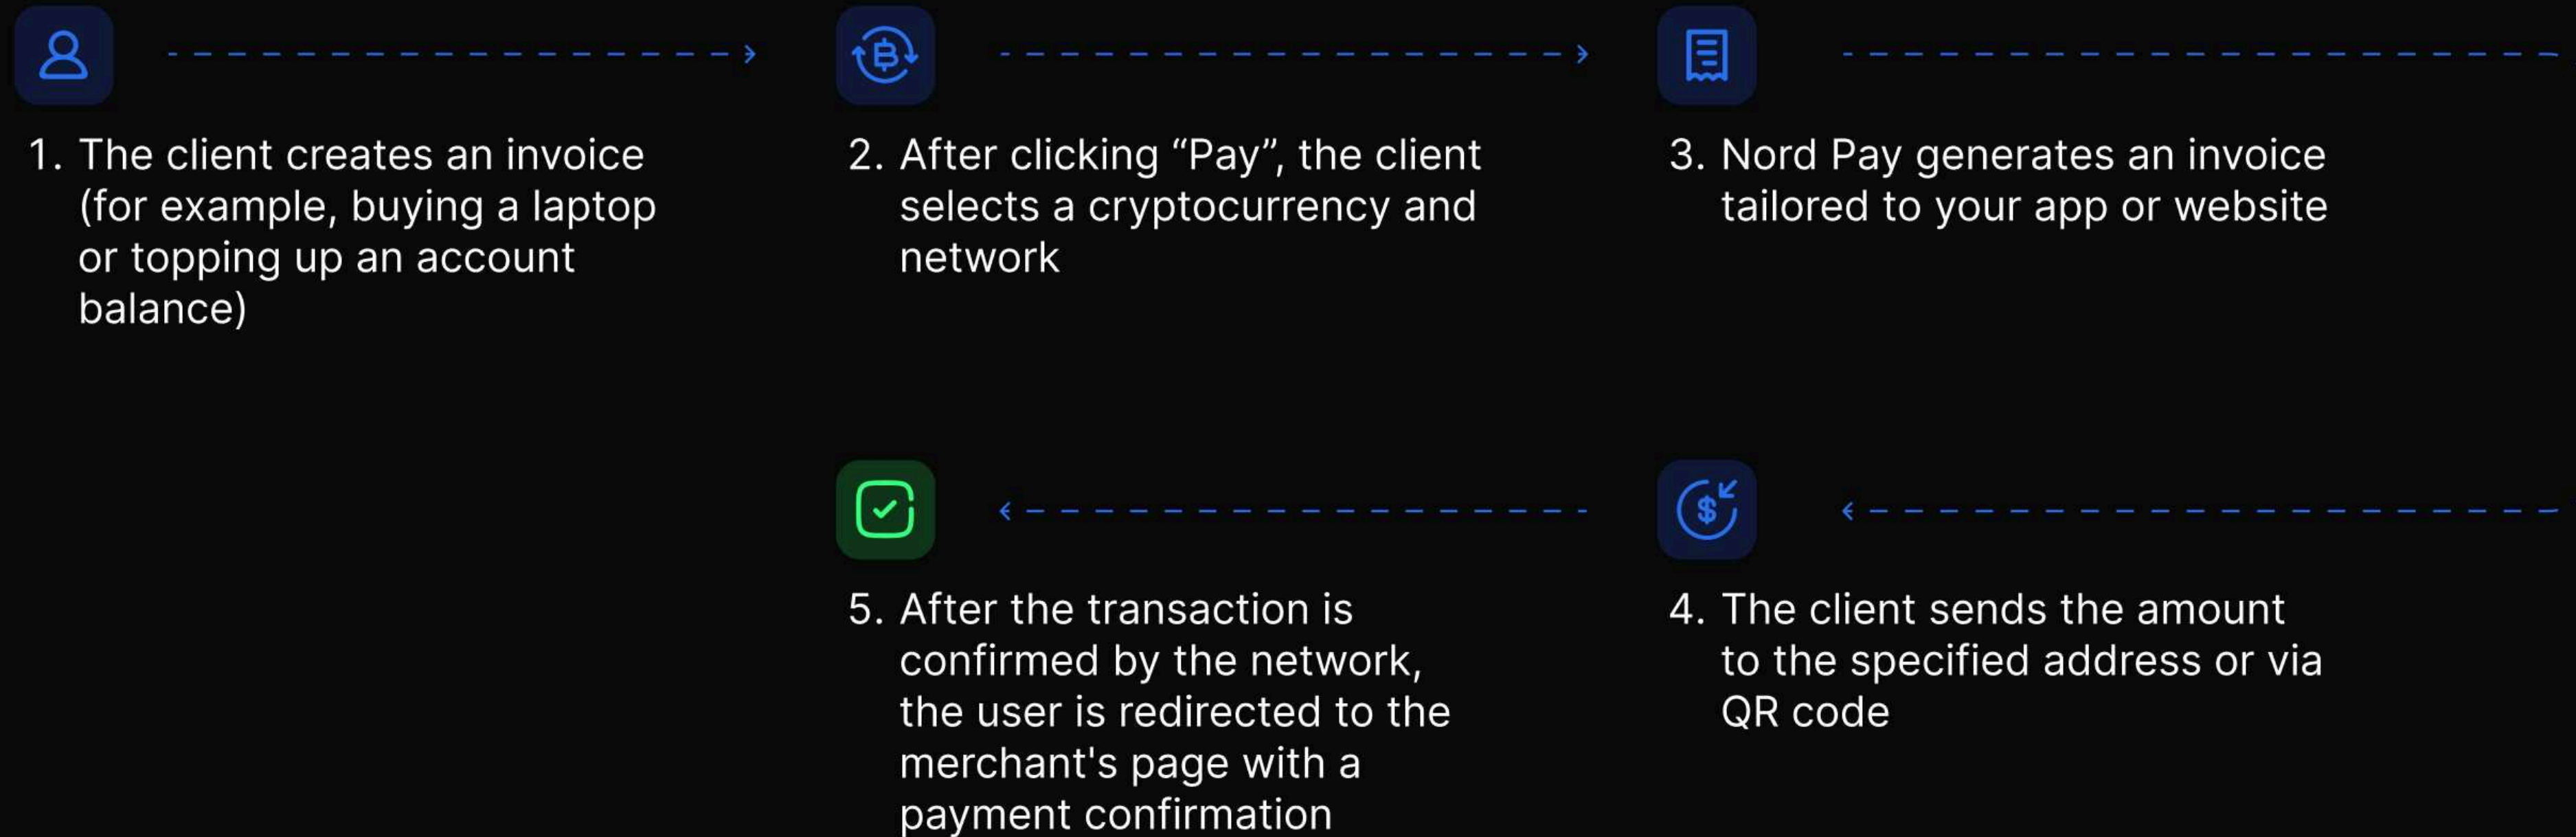 1. The client creates an invoice
(for example, buying a laptop
or topping up an account
balance)
2. After clicking “Pay”, the client
selects a cryptocurrency and
network
3. Nord Pay generates an invoice
tailored to your app or website
4. The client sends the amount
to the specified address or via
QR code
5. After the transaction is
confirmed by the network,
the user is redirected to the
merchant's page with a
payment confirmation